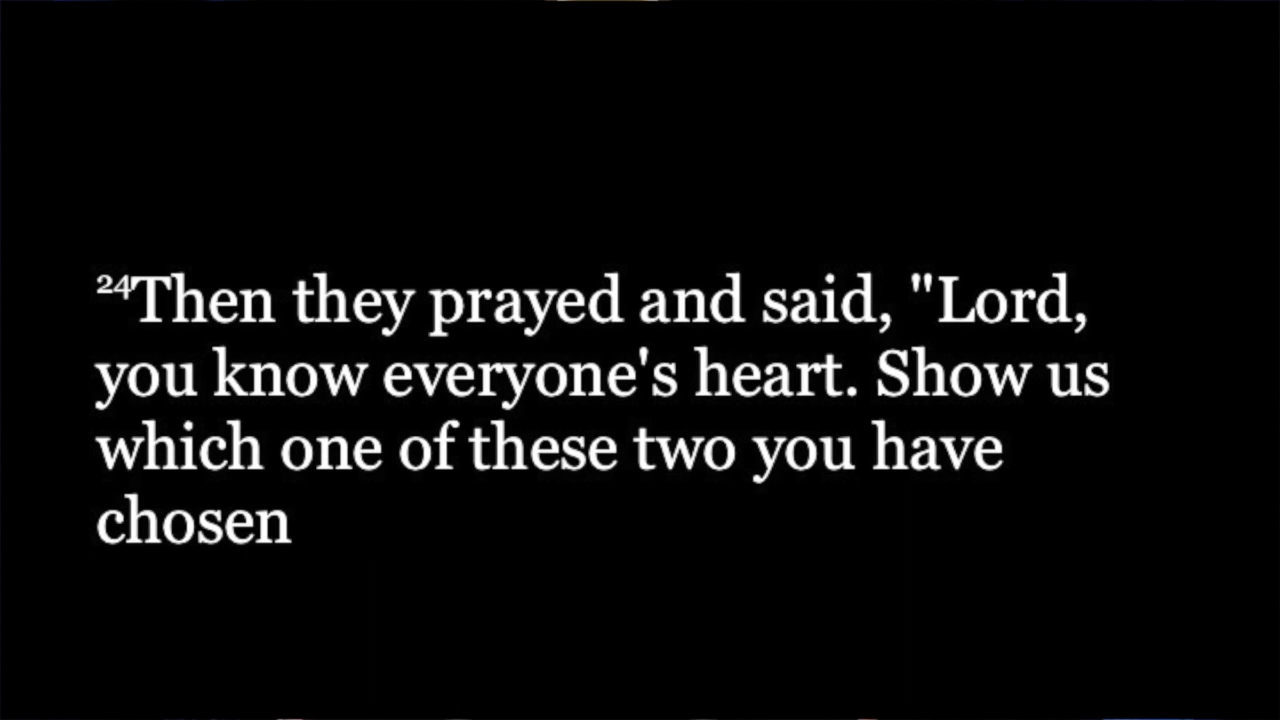 ²⁴Then they prayed and said, "Lord,
you know everyone's heart. Show us
which one of these two you have
chosen